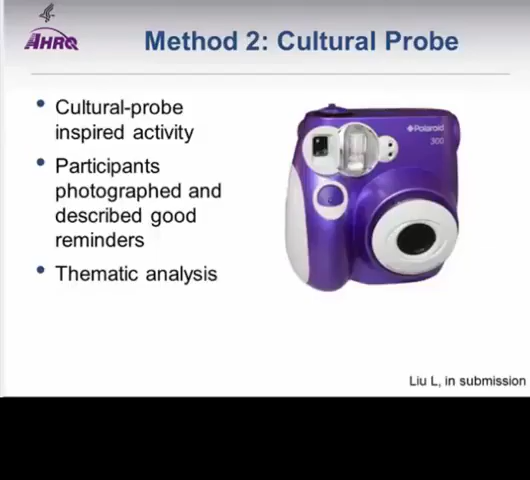 AHRQ
Method 2: Cultural Probe
• Cultural-probe
inspired activity
• Participants
photographed and
described good
reminders
• Thematic analysis
Polaroid
300
Liu L, in submission